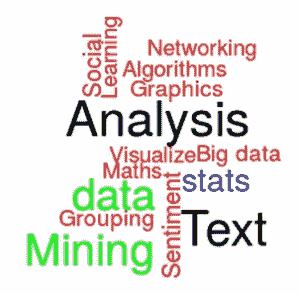 Social
Learning
Networking
Algorithms
Graphics
Analysis
Visualize
Big data
Maths
data
stats
Grouping
Sentiment
Text
Mining